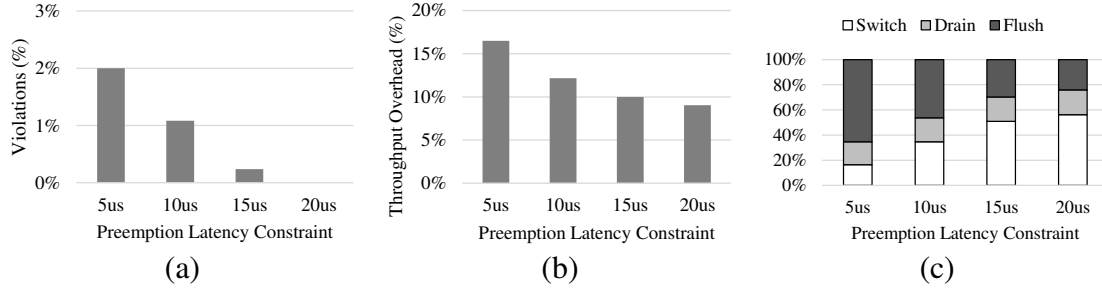 Violations (%)
3%
2%
1%
0%
5us 10us 15us 20us
Preemption Latency Constraint
(a)
Throughput Overhead (%)
20%
15%
10%
5%
0%
5us 10us 15us 20us
Preemption Latency Constraint
(b)
Switch Drain Flush
100%
80%
60%
40%
20%
0%
5us 10us 15us 20us
Preemption Latency Constraint
(c)